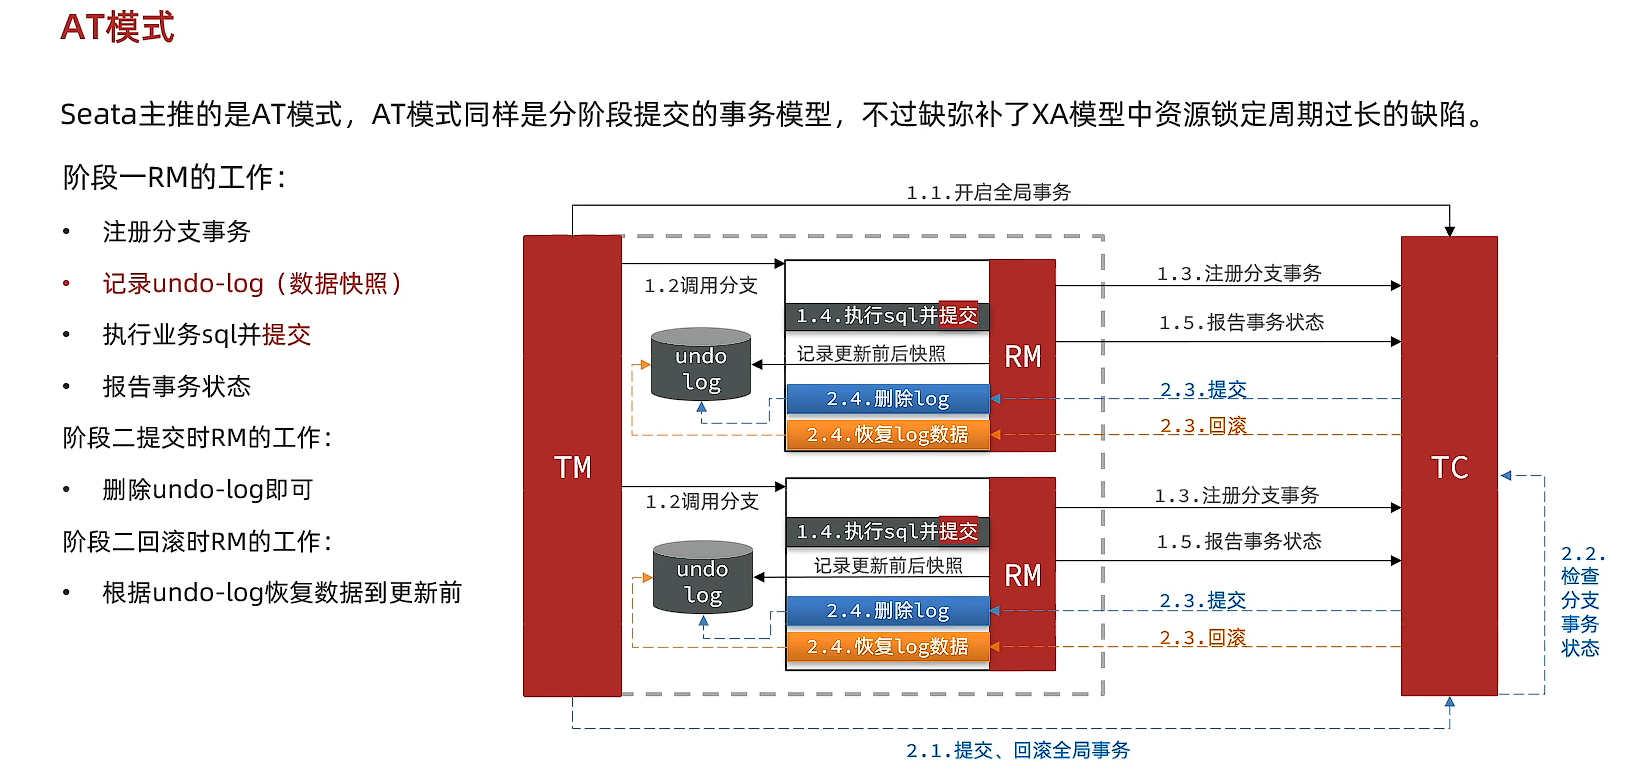 AT模式
Seata主推的是AT模式，AT模式同样是分阶段提交的事务模型，不过缺弥补了XA模型中资源锁定周期过长的缺陷。
阶段一RM的工作：
• 注册分支事务
• 记录undo-log（数据快照）
• 执行业务sql并提交
• 报告事务状态
阶段二提交时RM的工作：
• 删除undo-log即可
阶段二回滚时RM的工作：
• 根据undo-log恢复数据到更新前
1.1.开启全局事务
TM
1.2调用分支
1.4.执行sql并提交
undo
log
记录更新前后快照
2.4.删除log
2.4.恢复log数据
RM
1.3.注册分支事务
1.5.报告事务状态
2.3.提交
2.3.回滚
1.2调用分支
1.4.执行sql并提交
undo
log
记录更新前后快照
2.4.删除log
2.4.恢复log数据
RM
1.3.注册分支事务
1.5.报告事务状态
2.3.提交
2.3.回滚
TC
2.2.
检查
分支
事务
状态
2.1.提交、回滚全局事务